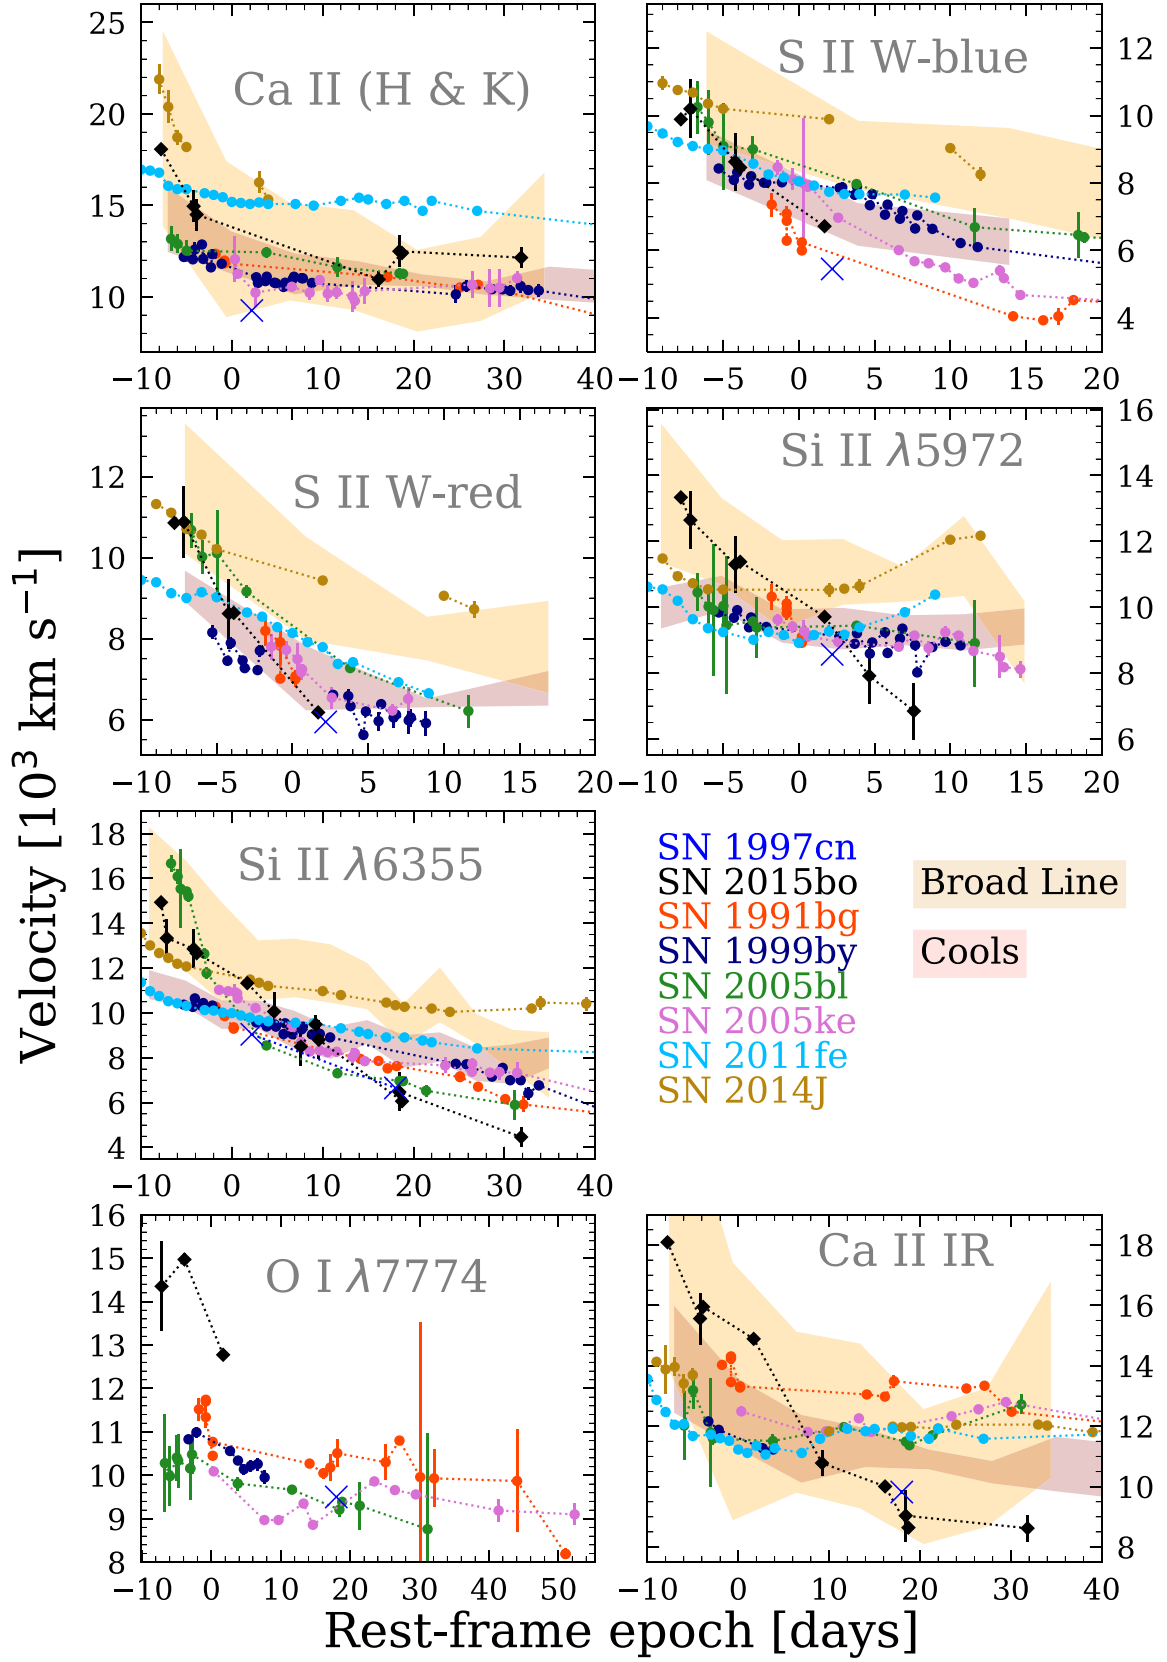 25
20
15
10
Ca II (H & K)
−10 0 10 20 30 40
S II W-blue
12
10
8
6
4
−10 −5 0 5 10 15 20
12
10
8
6
S II W-red
−10 −5 0 5 10 15 20
Si II λ5972
16
14
12
10
8
6
−10 −5 0 5 10 15 20
Velocity [10³ km s⁻¹]
18
16
14
12
10
8
6
4
Si II λ6355
−10 0 10 20 30 40
SN 1997cn
SN 2015bo
SN 1991bg
SN 1999by
SN 2005bl
SN 2005ke
SN 2011fe
SN 2014J
Broad Line
Cools
16
15
14
13
12
11
10
9
8
O I λ7774
−10 0 10 20 30 40 50
Ca II IR
18
16
14
12
10
8
−10 0 10 20 30 40
Rest-frame epoch [days]